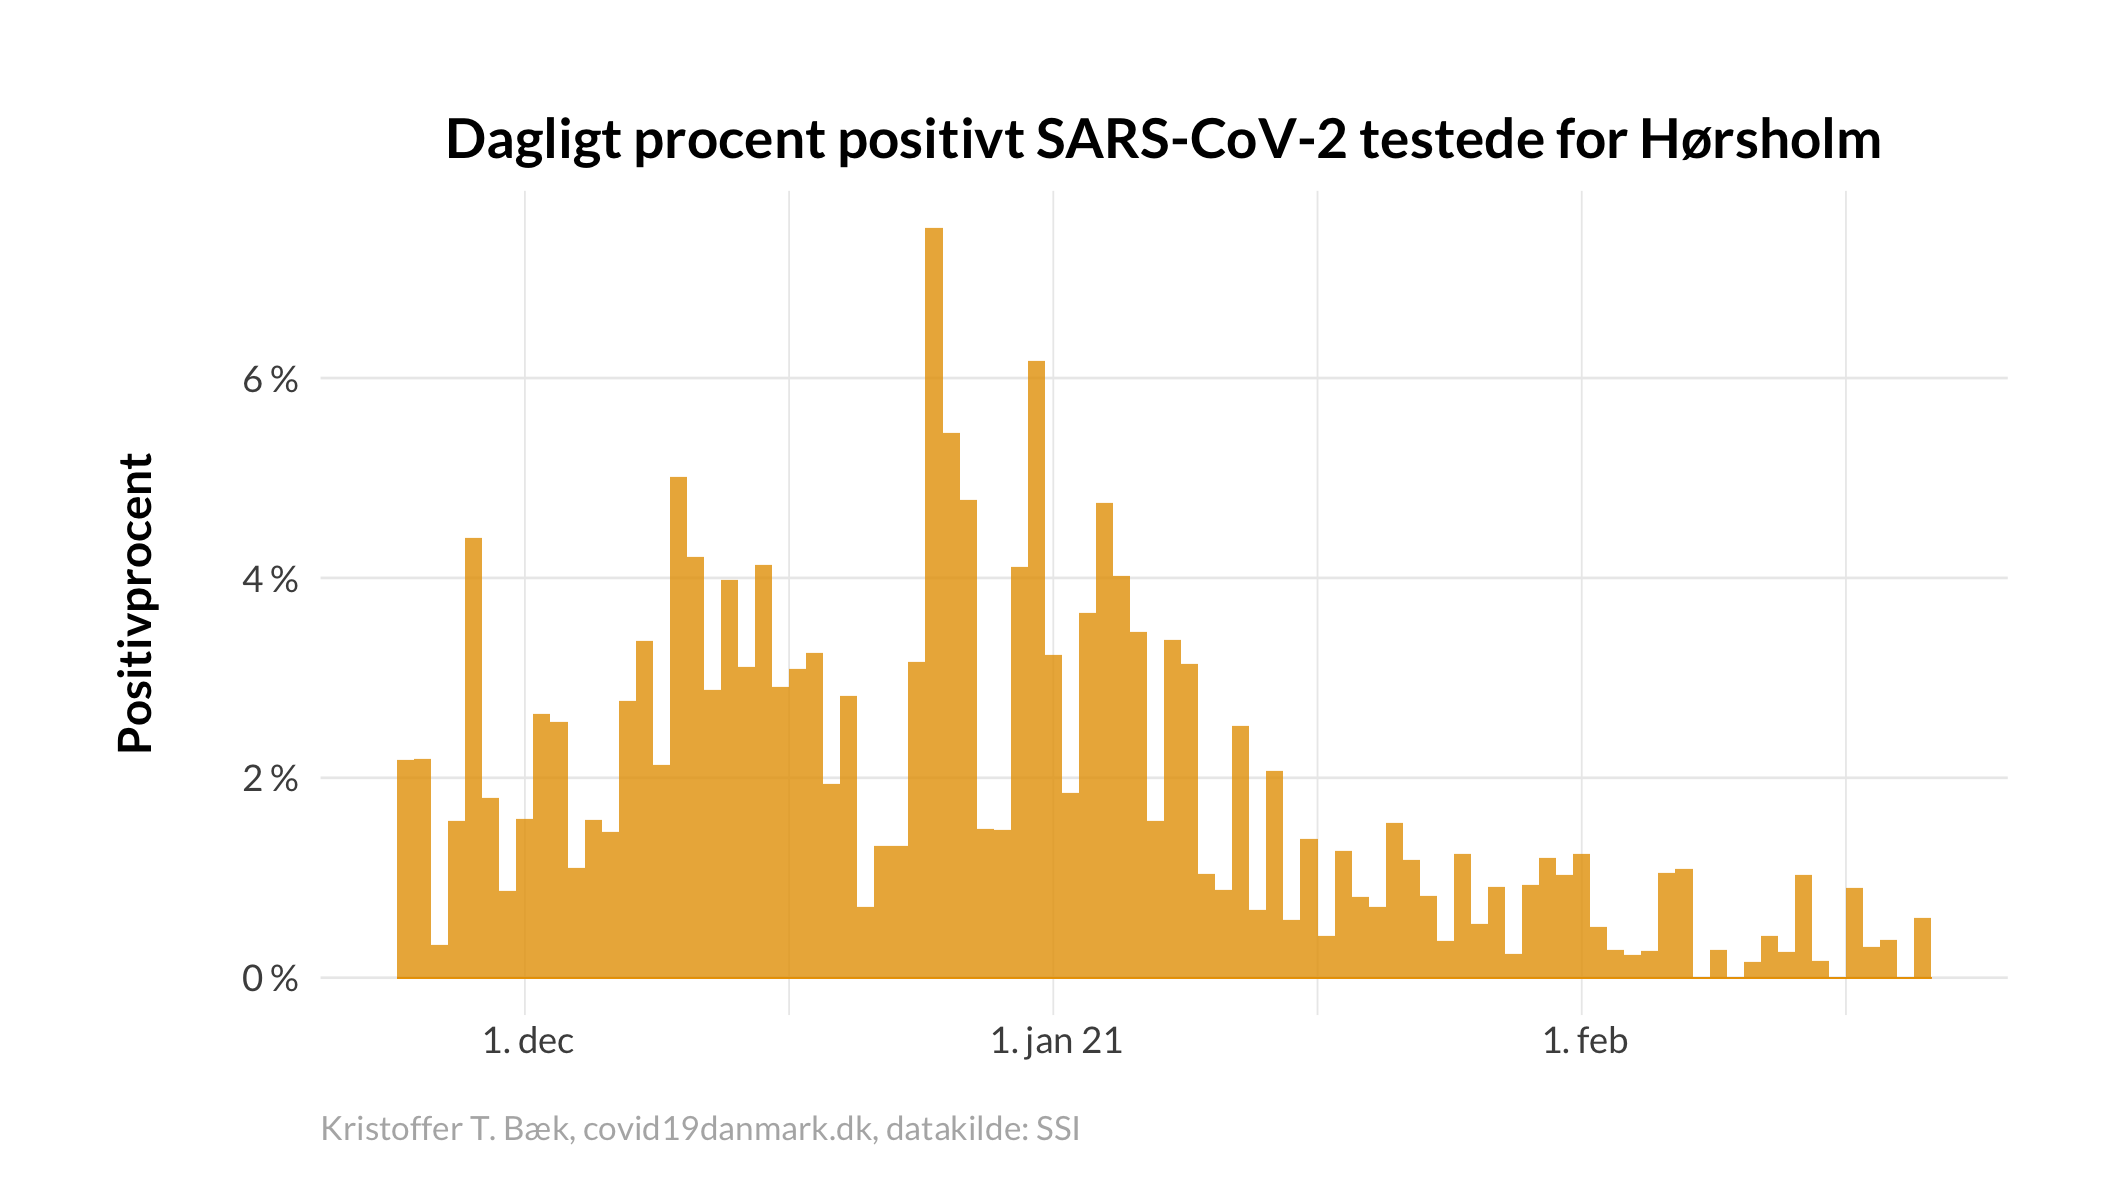 Dagligt procent positivt SARS-CoV-2 testede for Hørsholm
Positivprocent
6 %
4 %
2 %
0 %
1. dec
1. jan 21
1. feb
Kristoffer T. Bæk, covid19danmark.dk, datakilde: SSI